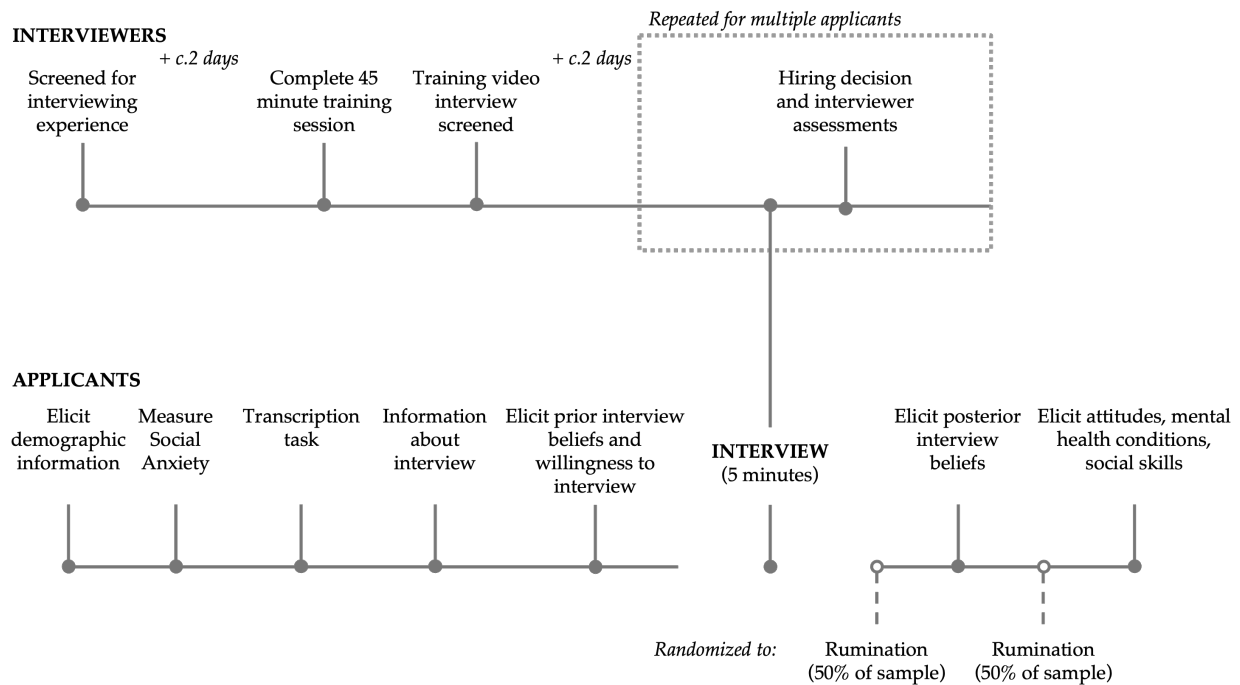 Repeated for multiple applicants
INTERVIEWERS
+ c.2 days
+ c.2 days
Screened for
interviewing
experience
Complete 45
minute training
session
Training video
interview
screened
Hiring decision
and interviewer
assessments
APPLICANTS
Elicit
demographic
information
Measure
Social
Anxiety
Transcription
task
Information
about
interview
Elicit prior interview
beliefs and
willingness to
interview
INTERVIEW
(5 minutes)
Elicit posterior
interview
beliefs
Elicit attitudes, mental
health conditions,
social skills
Randomized to:
Rumination
(50% of sample)
Rumination
(50% of sample)